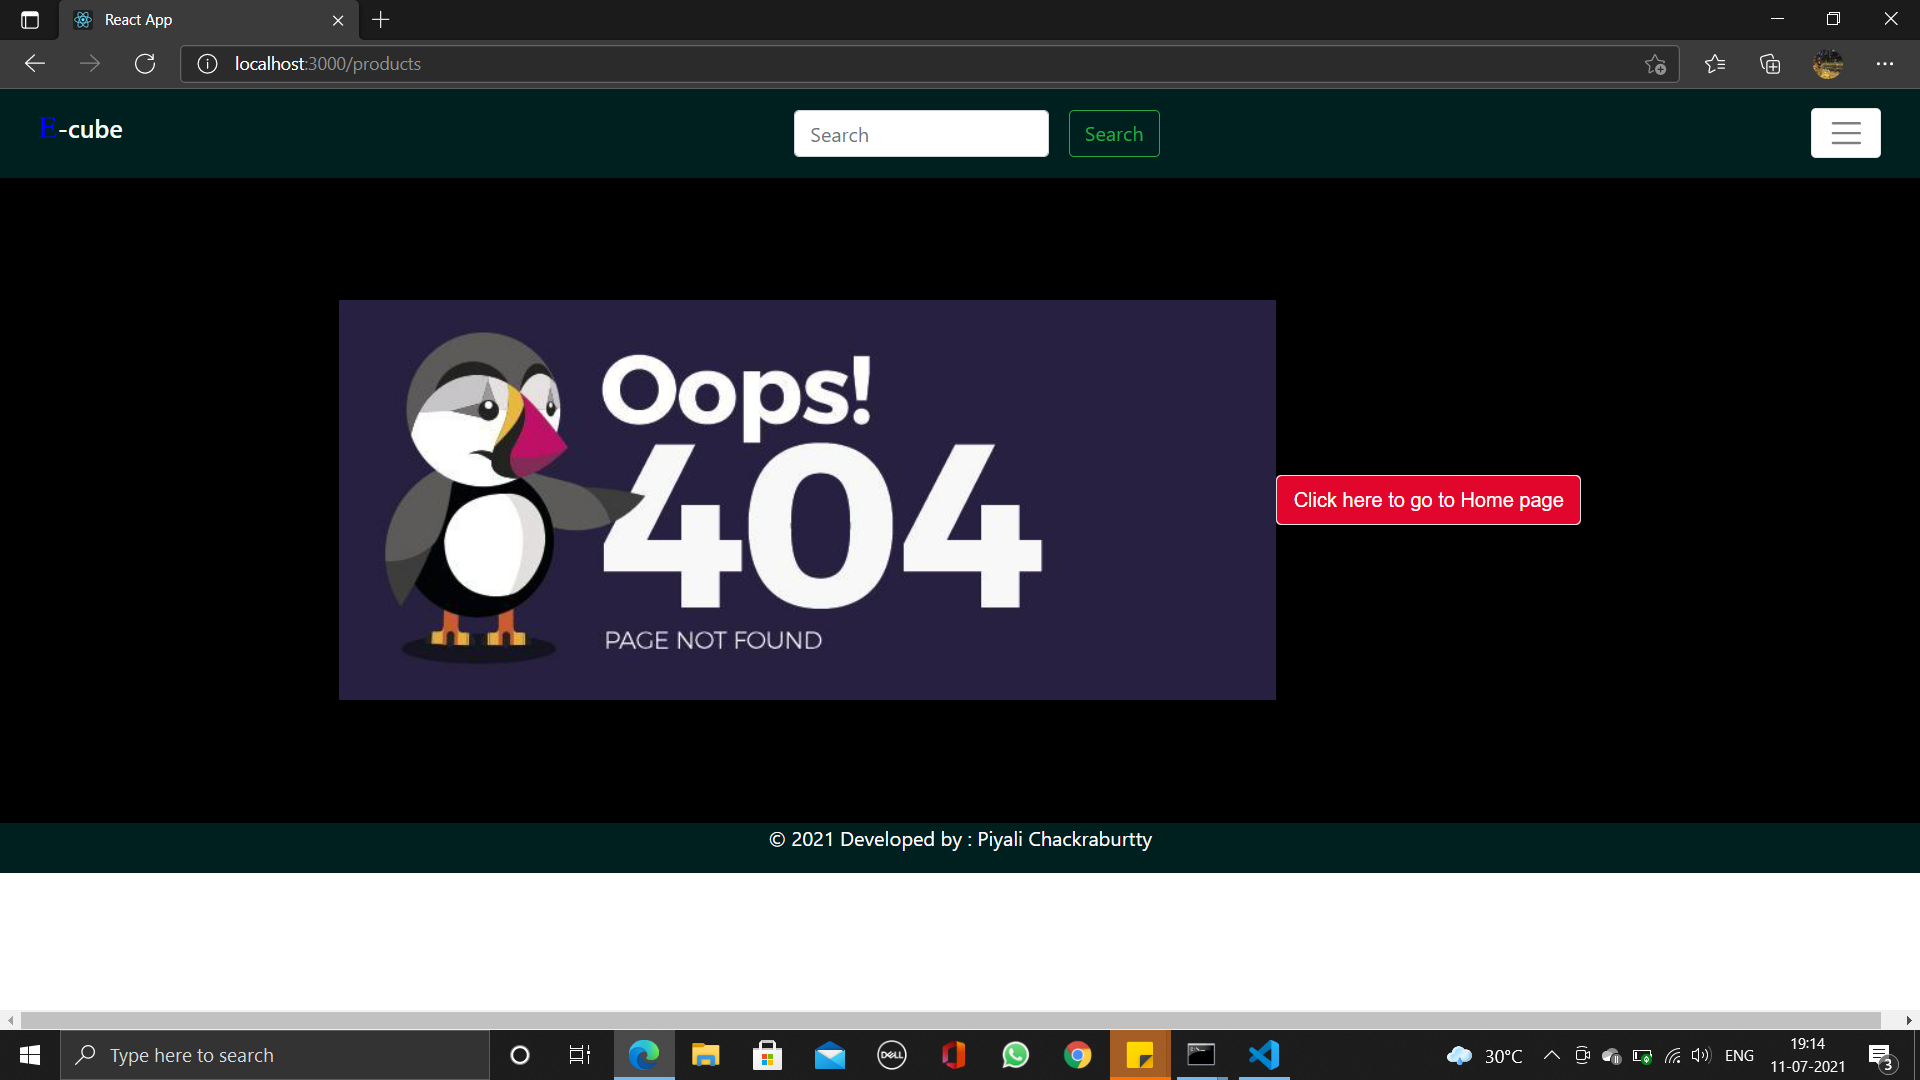 React App
localhost:3000/products
E-cube
Search
Search
Oops!
404
PAGE NOT FOUND
Click here to go to Home page
© 2021 Developed by : Piyali Chackraburtty
Type here to search
DELL
30°C
ENG
19:14
11-07-2021
3